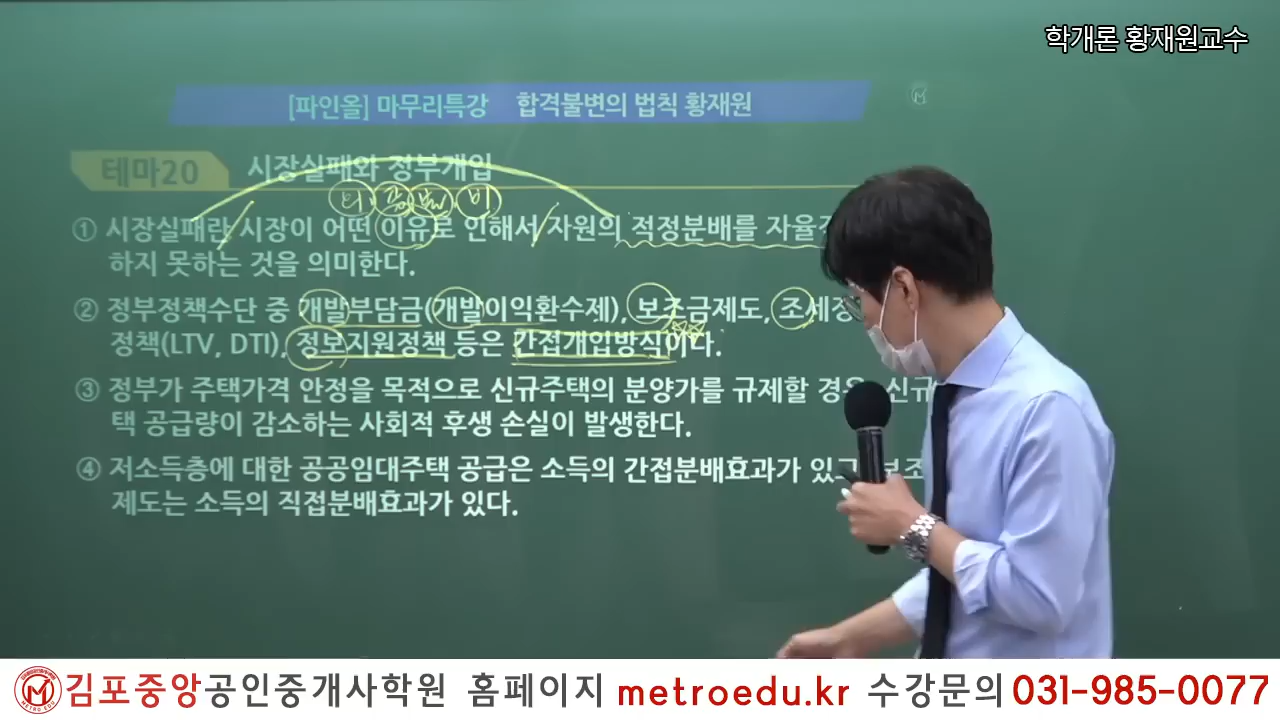 학개론 황재원교수
[파인올] 마무리특강 합격불변의 법칙 황재원
테마20 시장실패와 정부개입
외 공 불 비
① 시장실패란 시장이 어떤 이유로 인해서 자원의 적정분배를 자율
하지 못하는 것을 의미한다.
② 정부정책수단 중 개발부담금(개발이익환수제), 보조금제도, 조세정
정책(LTV, DTI), 정보지원정책 등은 간접개입방식이다.
③ 정부가 주택가격 안정을 목적으로 신규주택의 분양가를 규제할 경우, 신규
택 공급량이 감소하는 사회적 후생 손실이 발생한다.
④ 저소득층에 대한 공공임대주택 공급은 소득의 간접분배효과가 있고 보조
제도는 소득의 직접분배효과가 있다.
METRO EDU 김포중앙공인중개사학원 홈페이지 metroedu.kr 수강문의 031-985-0077